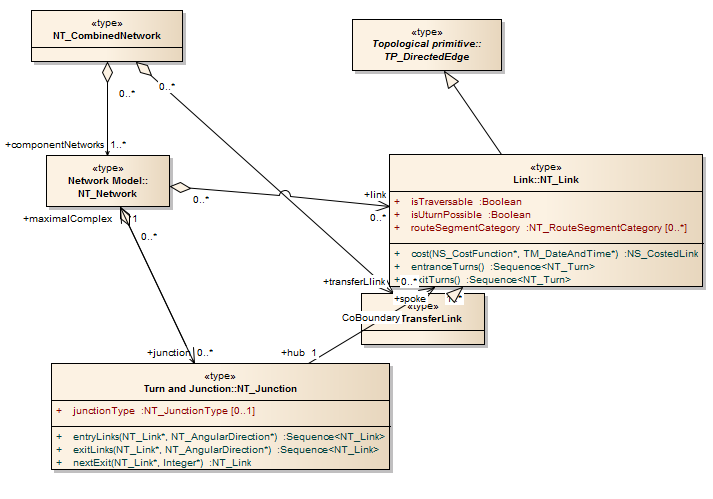 «type»
NT_CombinedNetwork
«type»
Topological primitive::
TP_DirectedEdge
0..*
0..*
+componentNetworks 1..*
«type»
Network Model::
NT_Network
0..*
+link
0..*
«type»
Link::NT_Link
+ isTraversable :Boolean
+ isUturnPossible :Boolean
+ routeSegmentCategory :NT_RouteSegmentCategory [0..*]
+ cost(NS_CostFunction*, TM_DateAndTime*) :NS_CostedLink
+ entranceTurns() :Sequence<NT_Turn>
+ xitTurns() :Sequence<NT_Turn>
+maximalComplex 1
0..*
+transferLlink 0..*
+spoke
«type»
TransferLink
CoBoundary
+junction 0..*
+hub 1
«type»
Turn and Junction::NT_Junction
+ junctionType :NT_JunctionType [0..1]
+ entryLinks(NT_Link*, NT_AngularDirection*) :Sequence<NT_Link>
+ exitLinks(NT_Link*, NT_AngularDirection*) :Sequence<NT_Link>
+ nextExit(NT_Link*, Integer*) :NT_Link